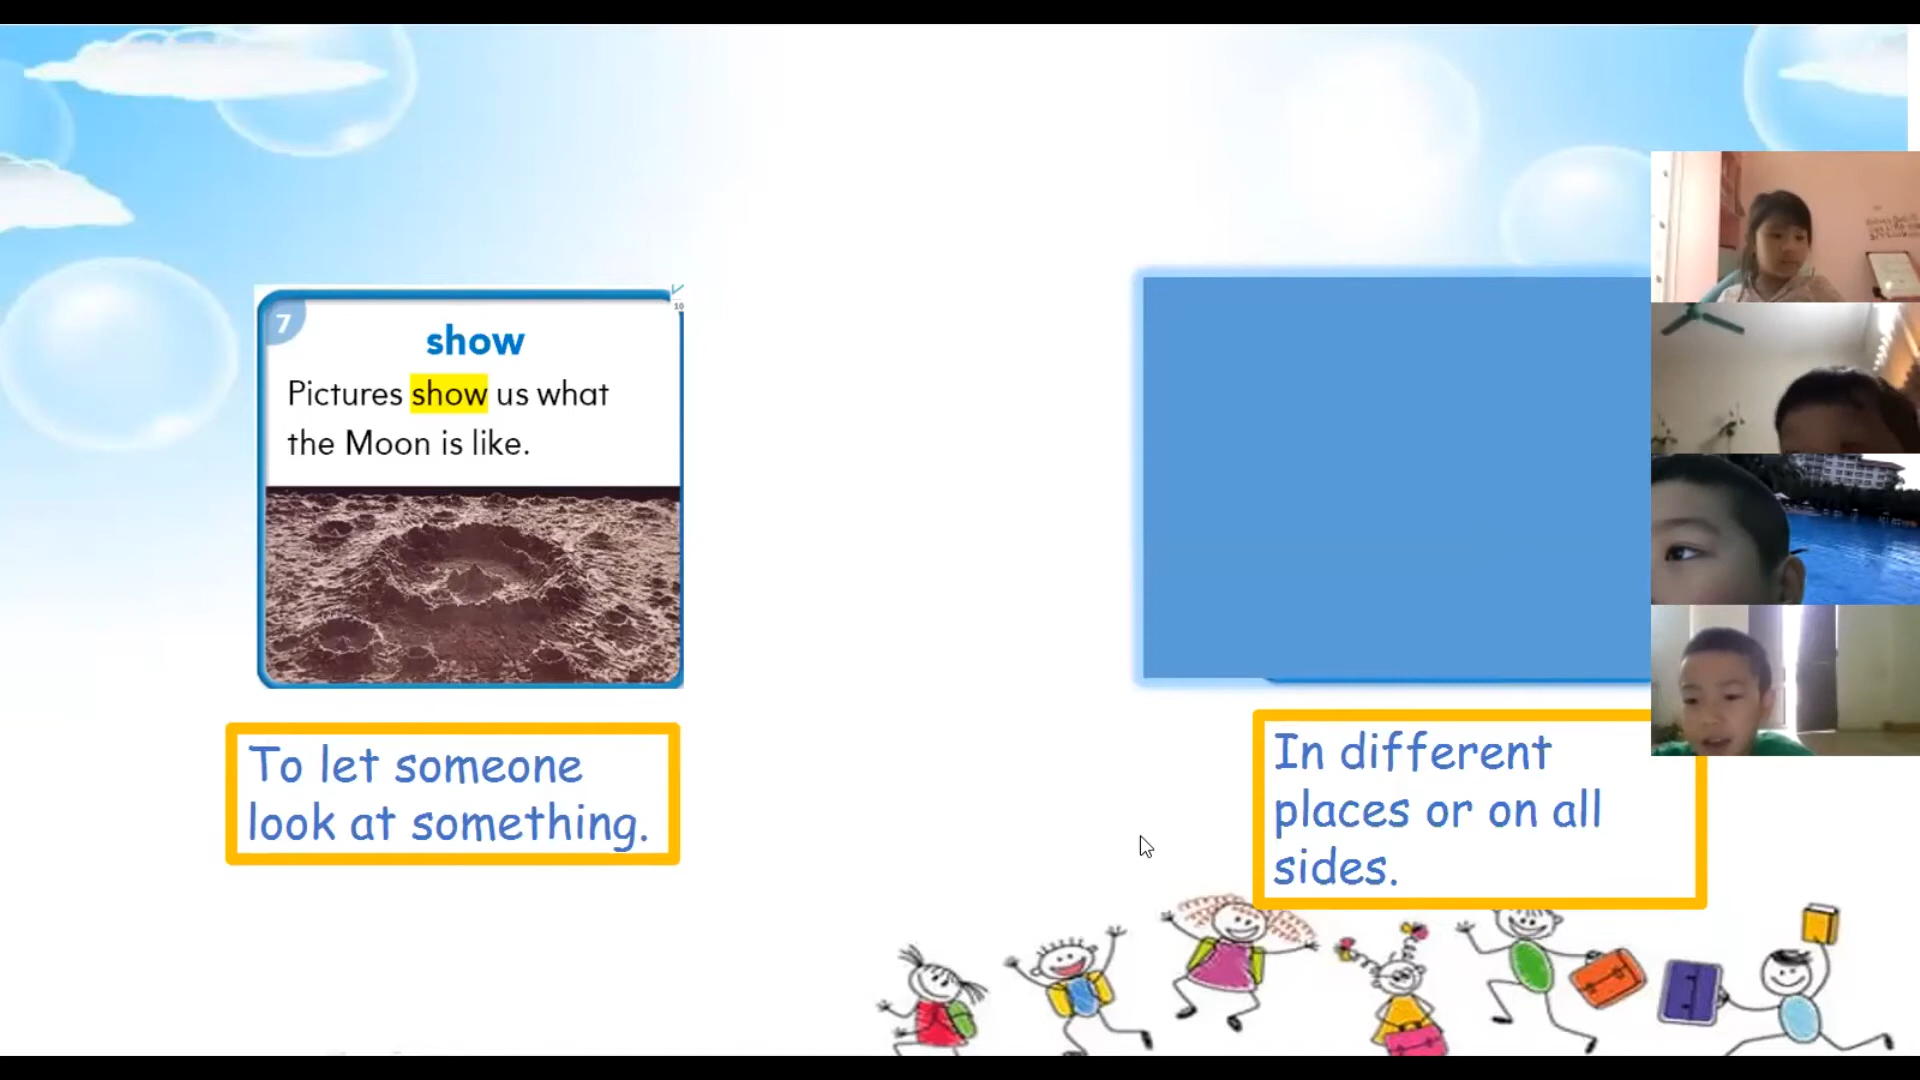 7
10
show
Pictures show us what
the Moon is like.
To let someone
look at something.
In different
places or on all
sides.